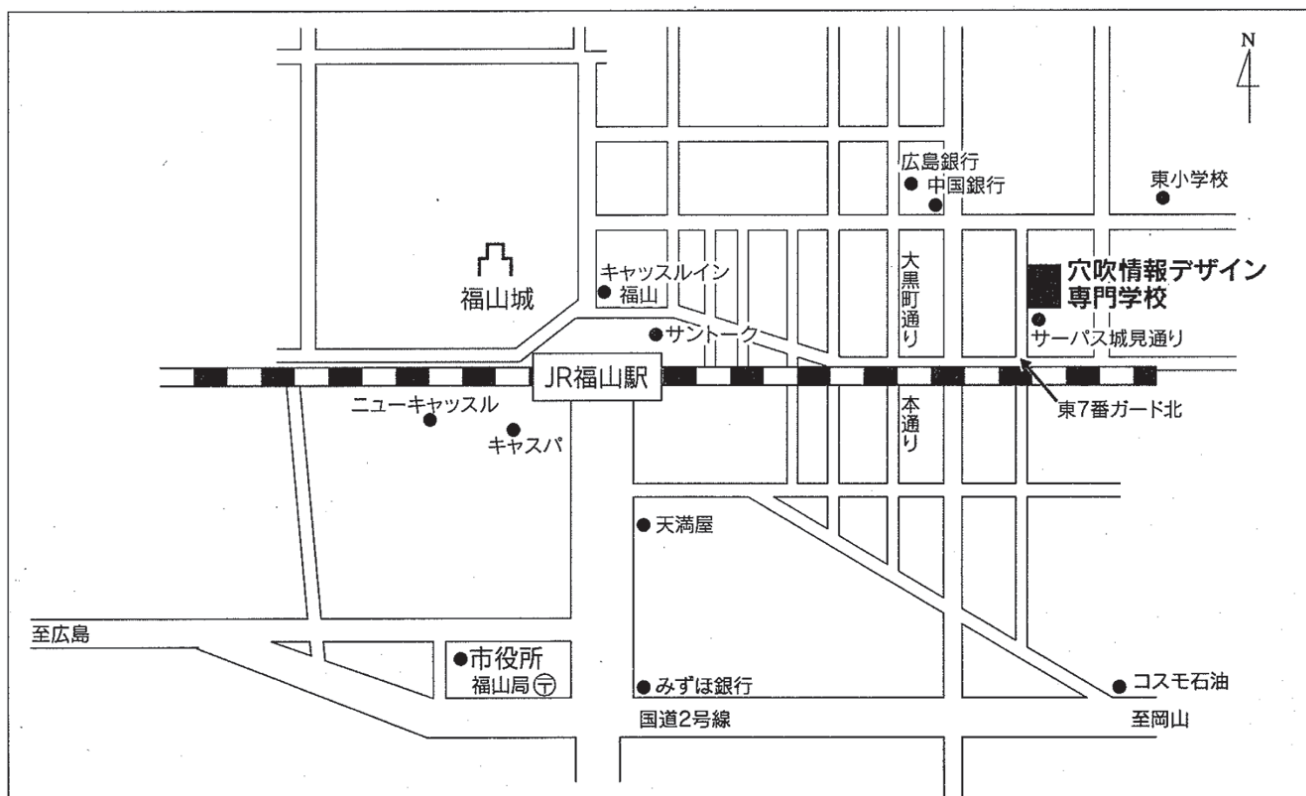 N
広島銀行
中国銀行
東小学校
キャッスルイン
福山
福山城
大黒町通り
穴吹情報デザイン
専門学校
サントーク
サーパス城見通り
JR福山駅
ニューキャッスル
キャスパ
本通り
東7番ガード北
天満屋
至広島
市役所
福山局〒
みずほ銀行
コスモ石油
国道2号線
至岡山